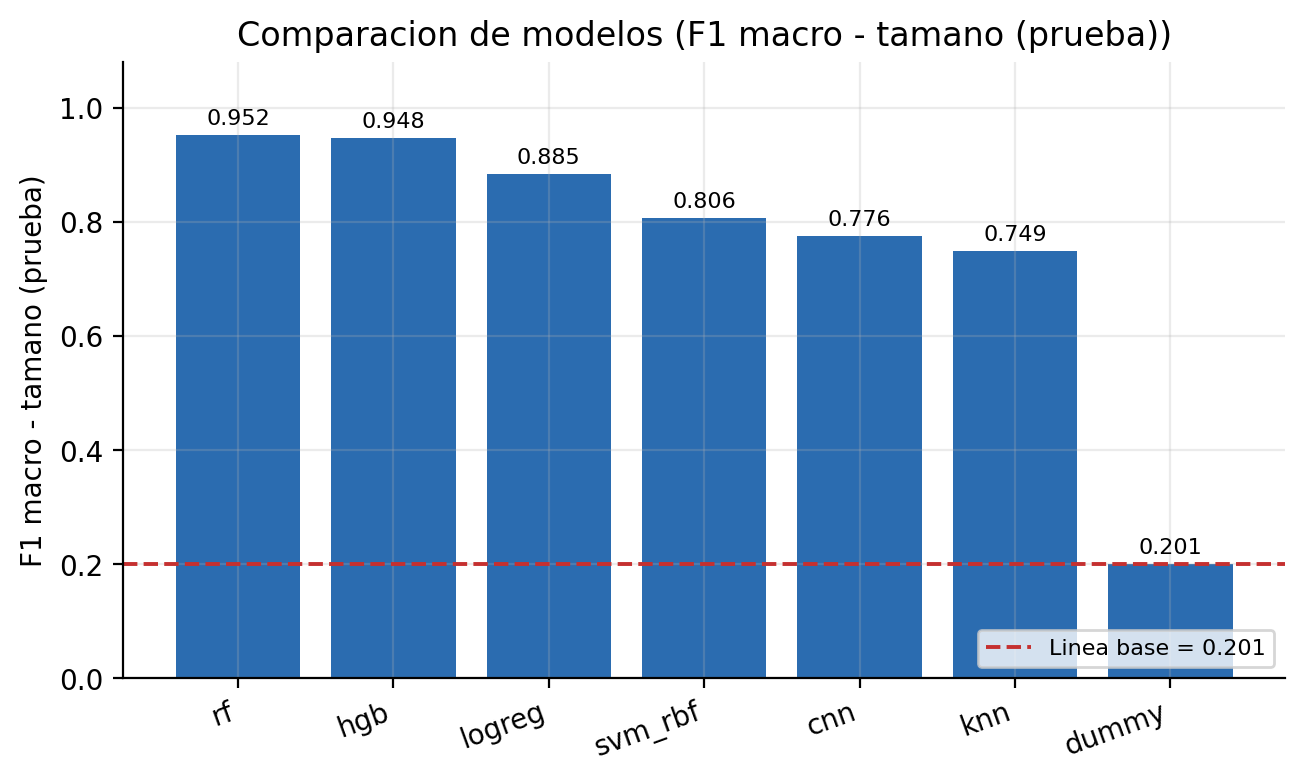 Comparacion de modelos (F1 macro - tamano (prueba))
F1 macro - tamano (prueba)
1.0
0.8
0.6
0.4
0.2
0.0
0.952
0.948
0.885
0.806
0.776
0.749
0.201
Linea base = 0.201
rf
hgb
logreg
svm_rbf
cnn
knn
dummy